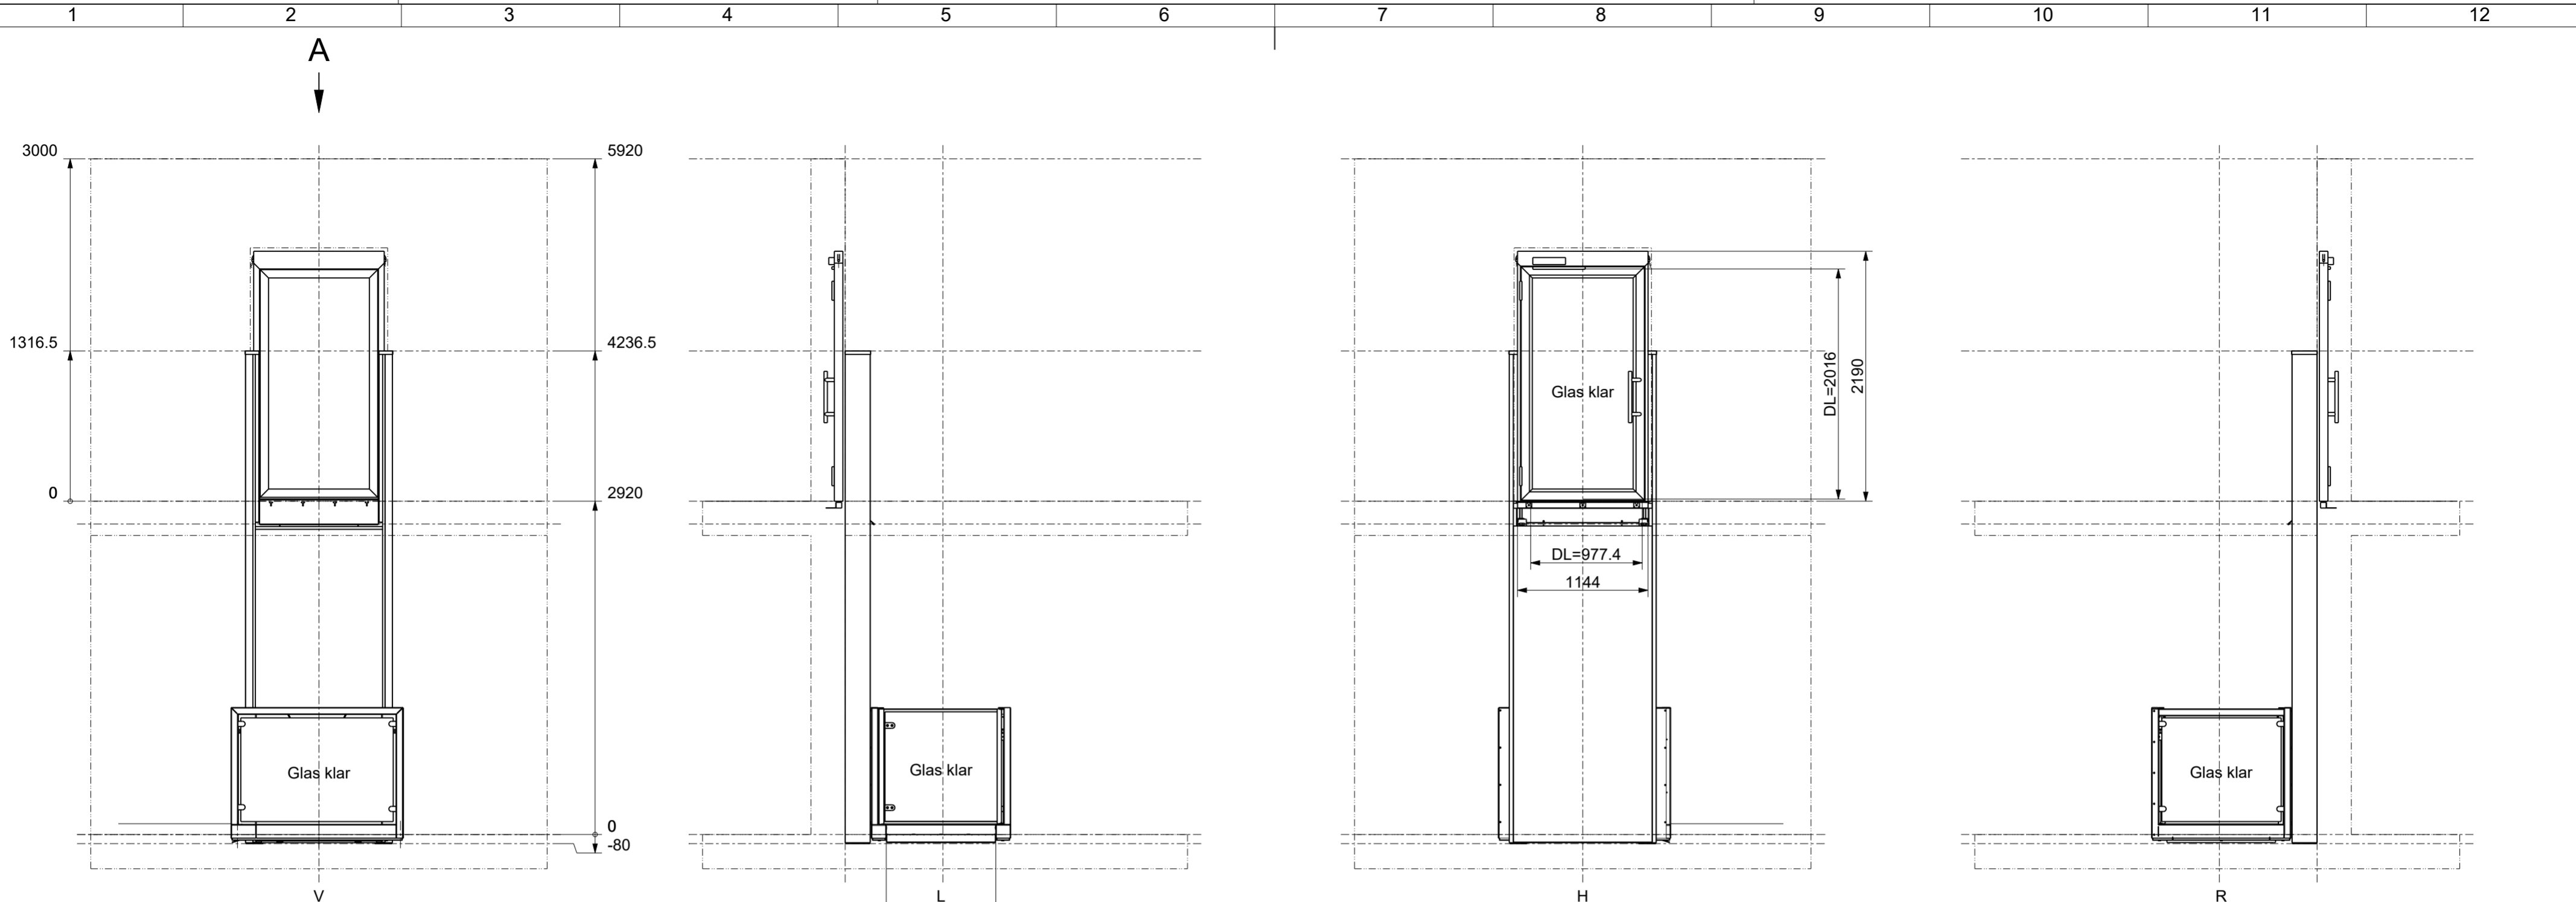 1 2 3 4 5 6 7 8 9 10 11 12
A
3000 5920
1316.5 4236.5
DL=2016
2190
Glas klar
0 2920
DL=977.4
1144
Glas klar
Glas klar
Glas klar
0
-80
V L H R